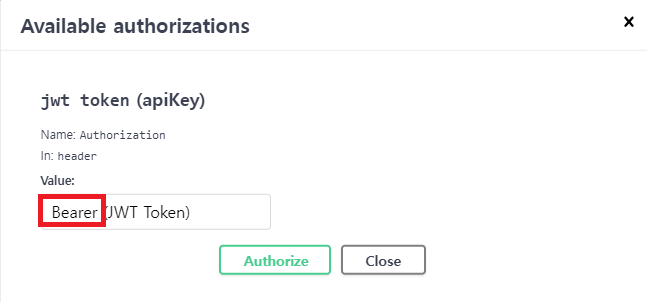 Available authorizations
×
jwt token (apiKey)
Name: Authorization
In: header
Value:
Bearer (JWT Token)
Authorize
Close